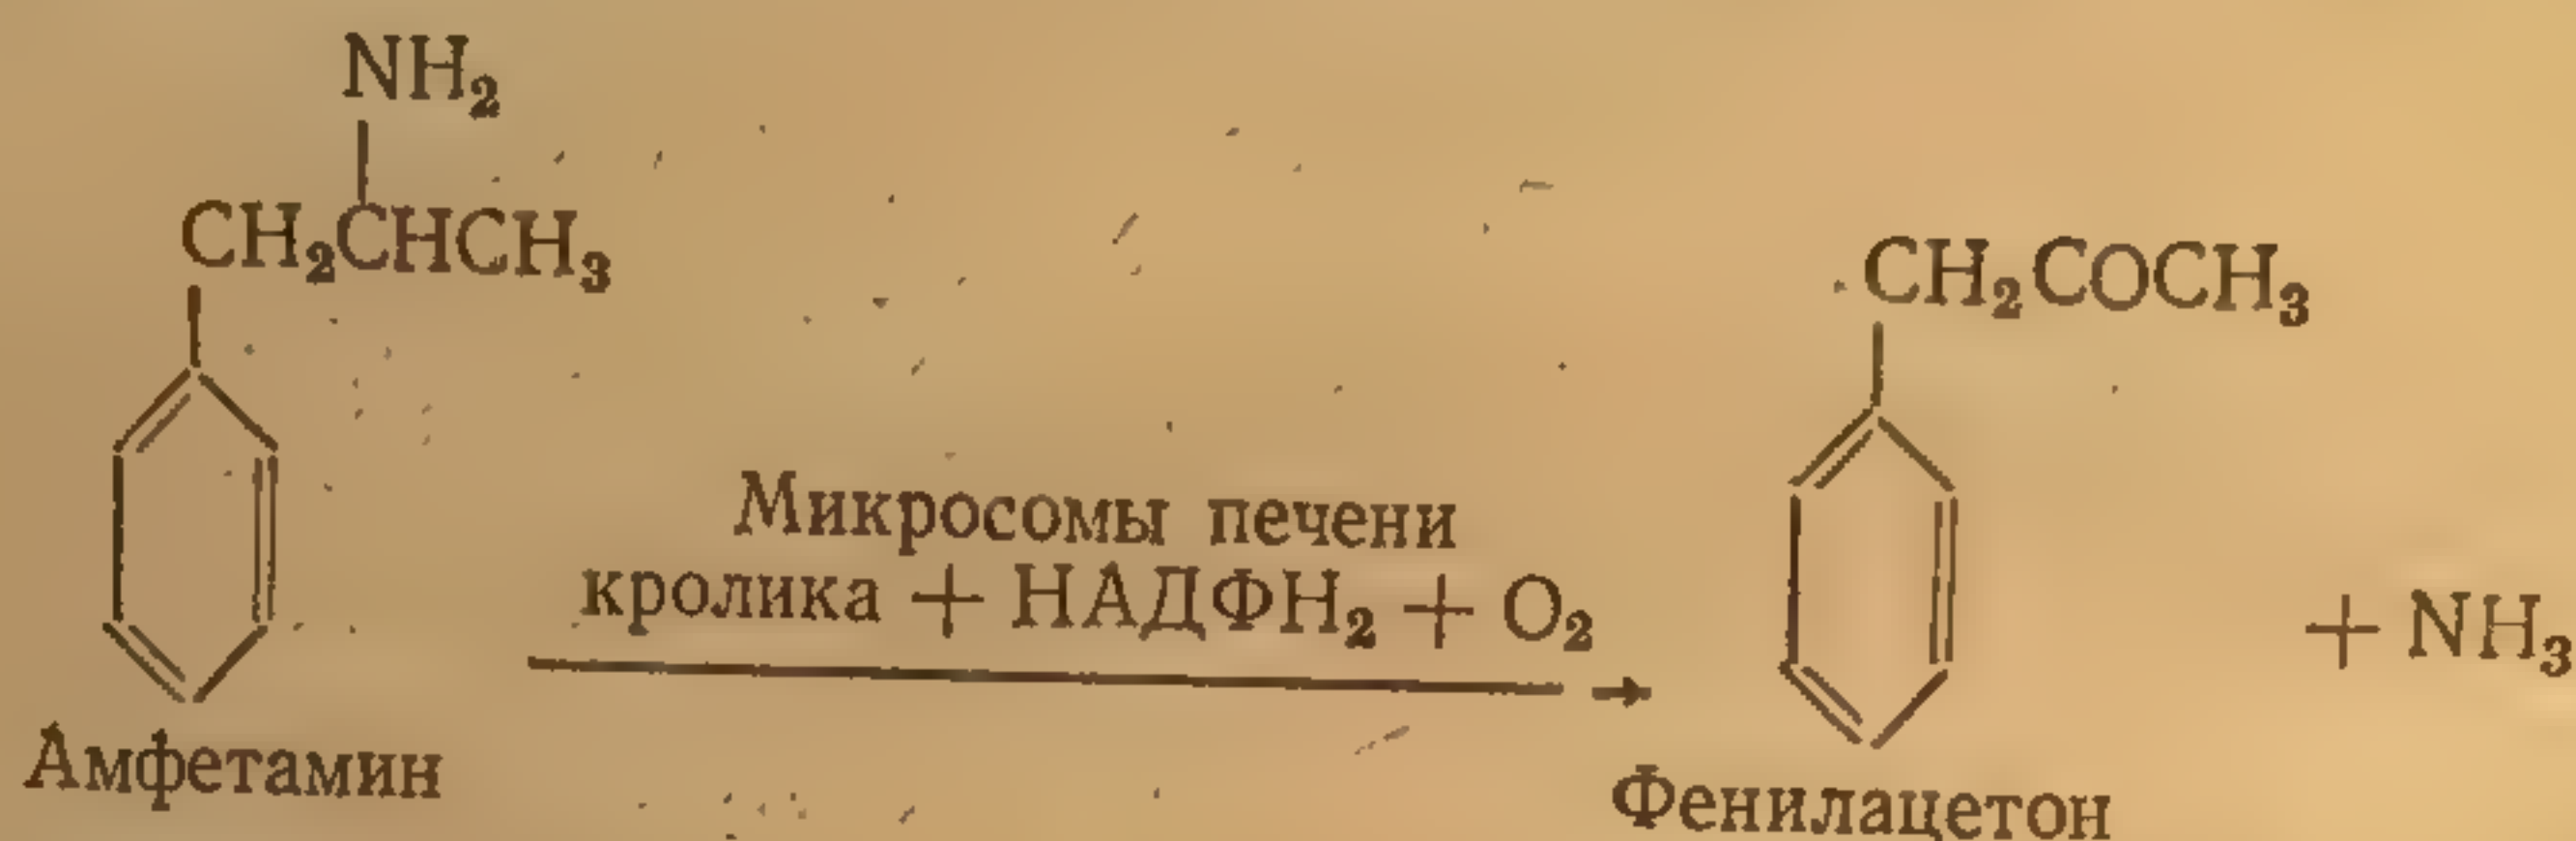 NH₂
CH₂CHCH₃
CH₂COCH₃
Микросомы печени
кролика + НАДФН₂ + O₂
→
+ NH₃
Амфетамин
Фенилацетон